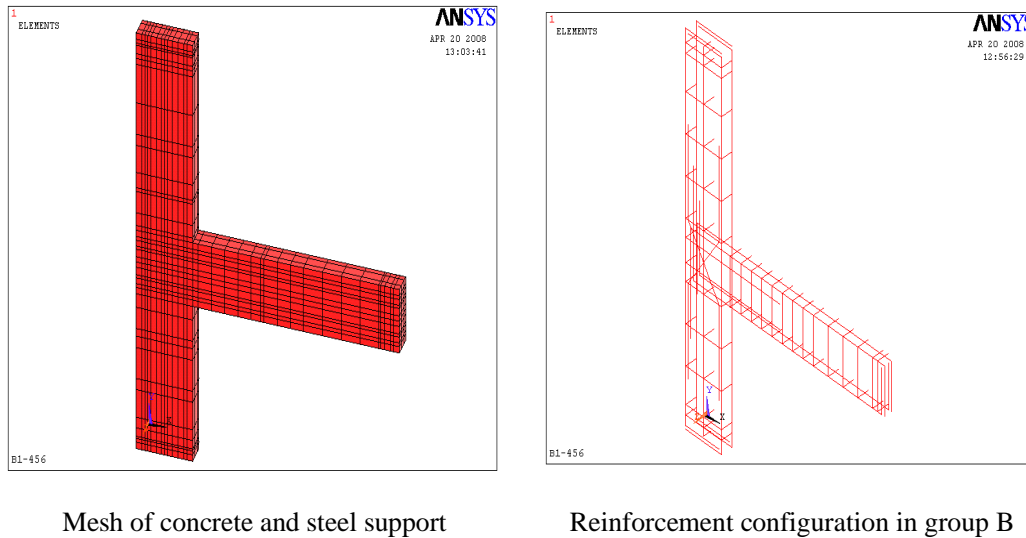 1
ELEMENTS
ANSYS
APR 20 2008
13:03:41
X
B1-456
Mesh of concrete and steel support
1
ELEMENTS
ANSYS
APR 20 2008
12:56:29
Y
X
B1-456
Reinforcement configuration in group B